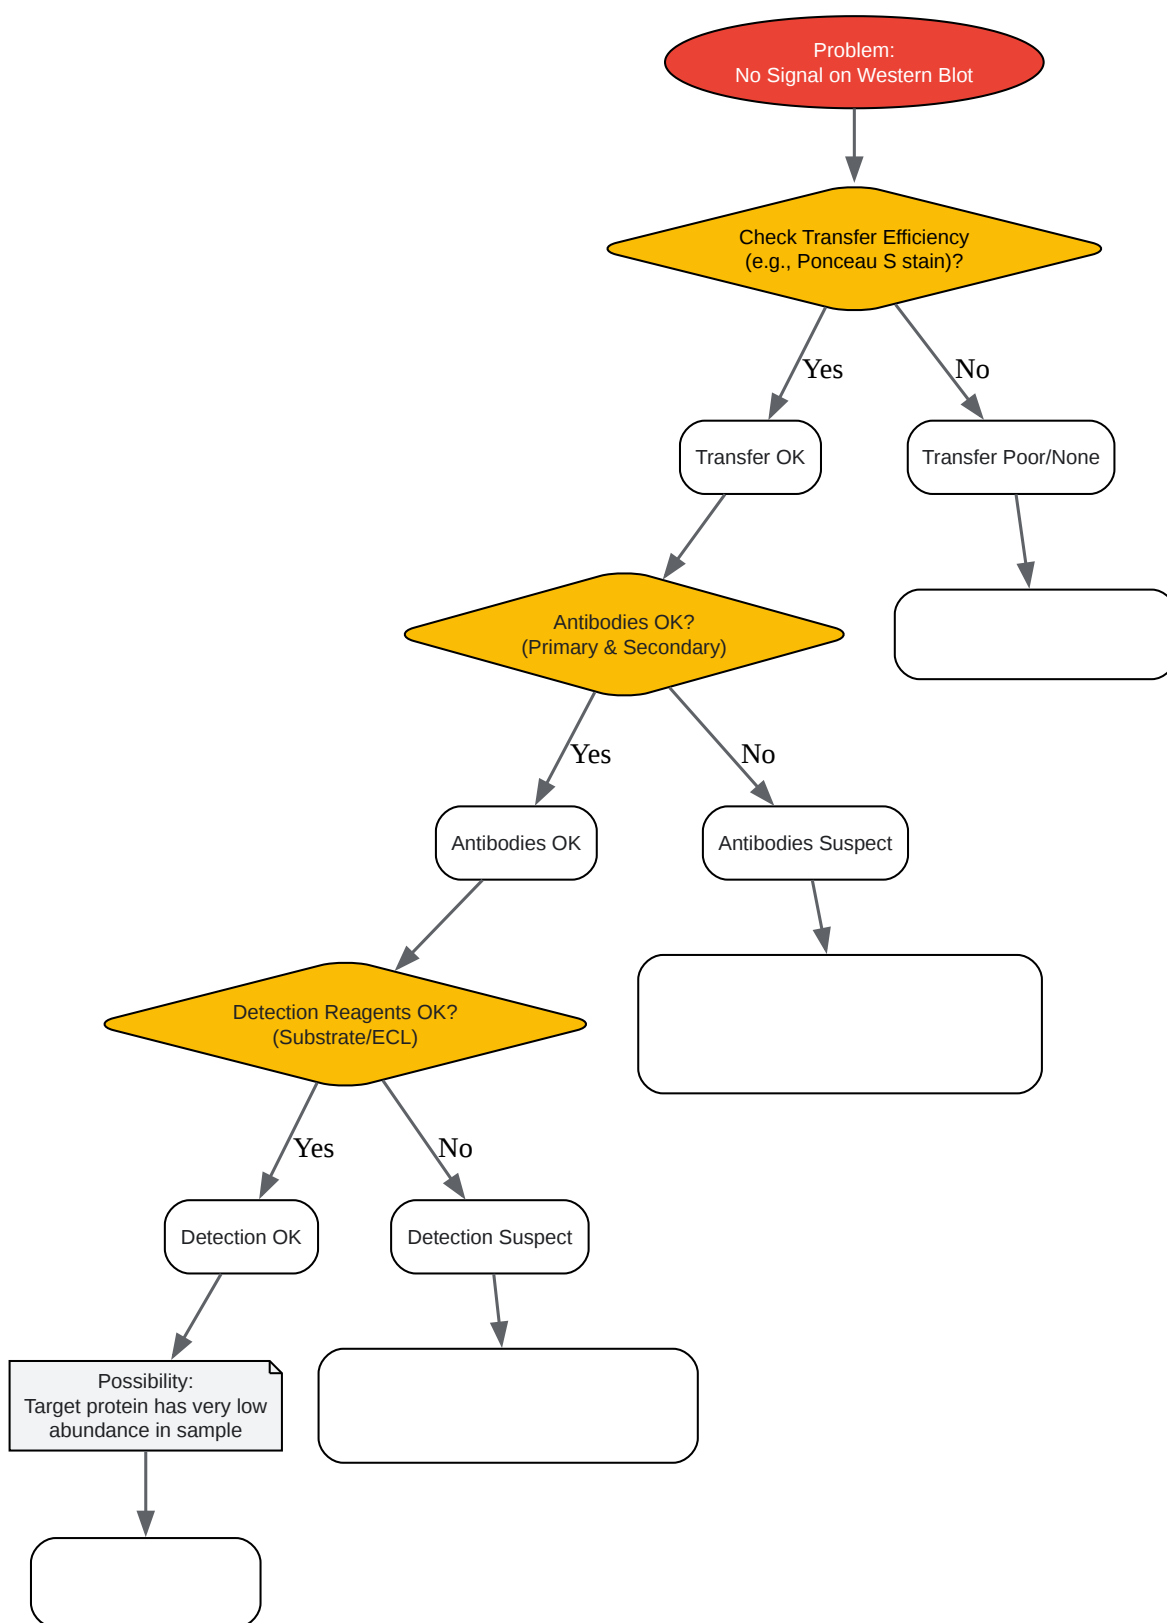 Problem:
No Signal on Western Blot
Check Transfer Efficiency
(e.g., Ponceau S stain)?
Yes
No
Transfer OK
Transfer Poor/None
Antibodies OK?
(Primary & Secondary)
Yes
No
Antibodies OK
Antibodies Suspect
Detection Reagents OK?
(Substrate/ECL)
Yes
No
Detection OK
Detection Suspect
Possibility:
Target protein has very low
abundance in sample